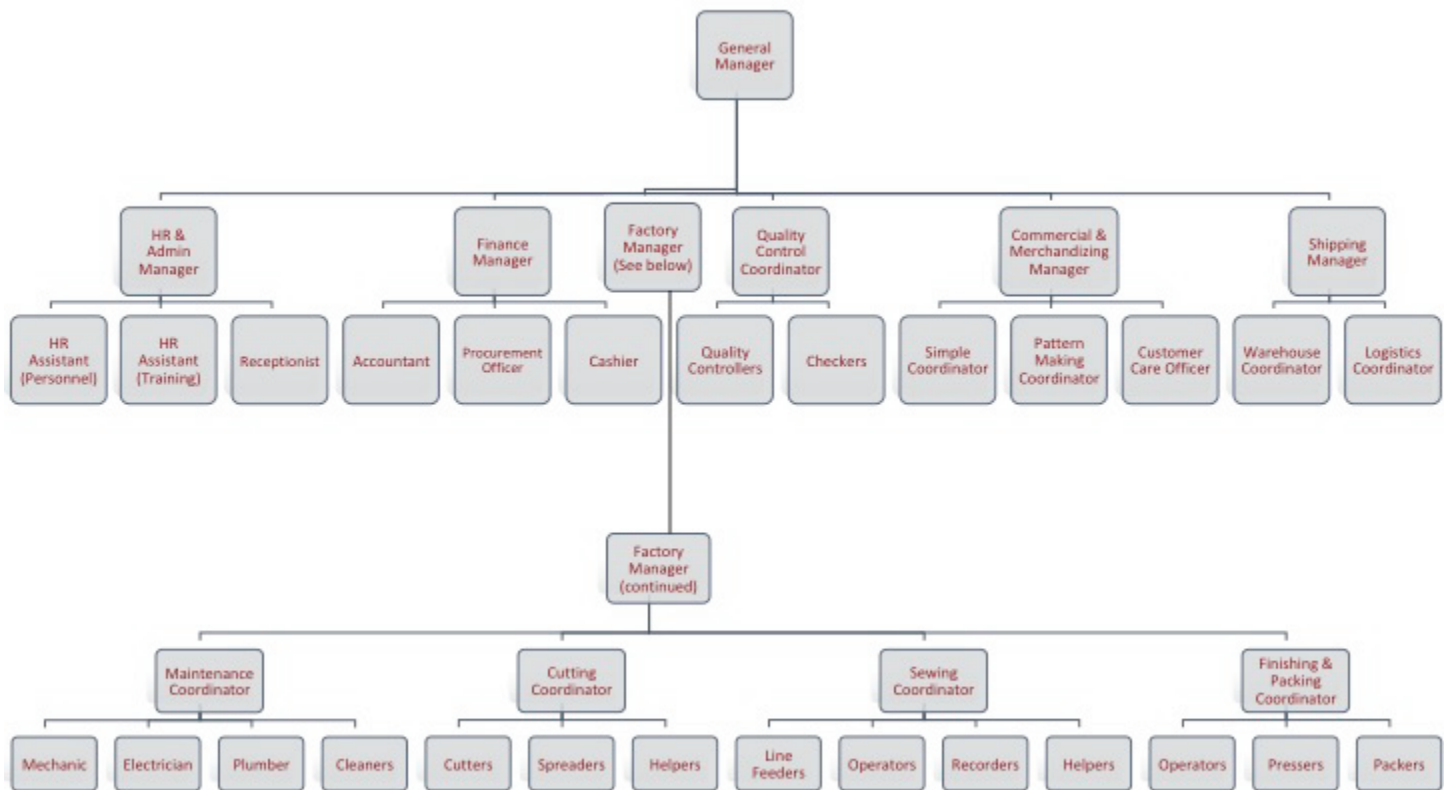 General
Manager
HR &
Admin
Manager
Finance
Manager
Factory
Manager
(See below)
Quality
Control
Coordinator
Commercial &
Merchandizing
Manager
Shipping
Manager
HR
Assistant
(Personnel)
HR
Assistant
(Training)
Receptionist
Accountant
Procurement
Officer
Cashier
Quality
Controllers
Checkers
Simple
Coordinator
Pattern
Making
Coordinator
Customer
Care Officer
Warehouse
Coordinator
Logistics
Coordinator
Factory
Manager
(continued)
Maintenance
Coordinator
Cutting
Coordinator
Sewing
Coordinator
Finishing &
Packing
Coordinator
Mechanic
Electrician
Plumber
Cleaners
Cutters
Spreaders
Helpers
Line
Feeders
Operators
Recorders
Helpers
Operators
Pressers
Packers